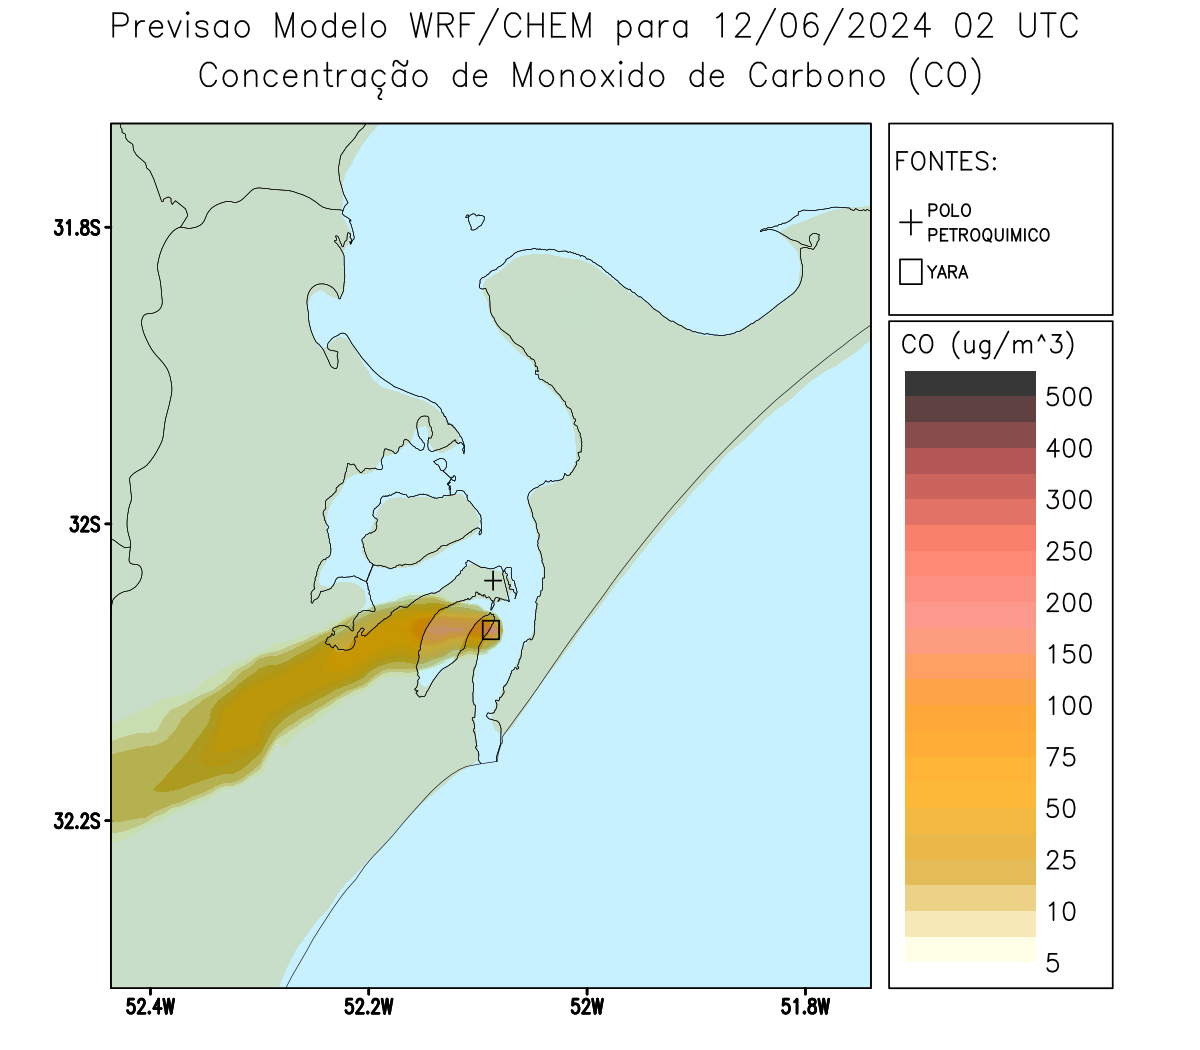 Previsao Modelo WRF/CHEM para 12/06/2024 02 UTC
Concentração de Monoxido de Carbono (CO)
FONTES:
POLO
PETROQUIMICO
YARA
CO (ug/m^3)
500
400
300
250
200
150
100
75
50
25
10
5
31.8S
32S
32.2S
52.4W
52.2W
52W
51.8W